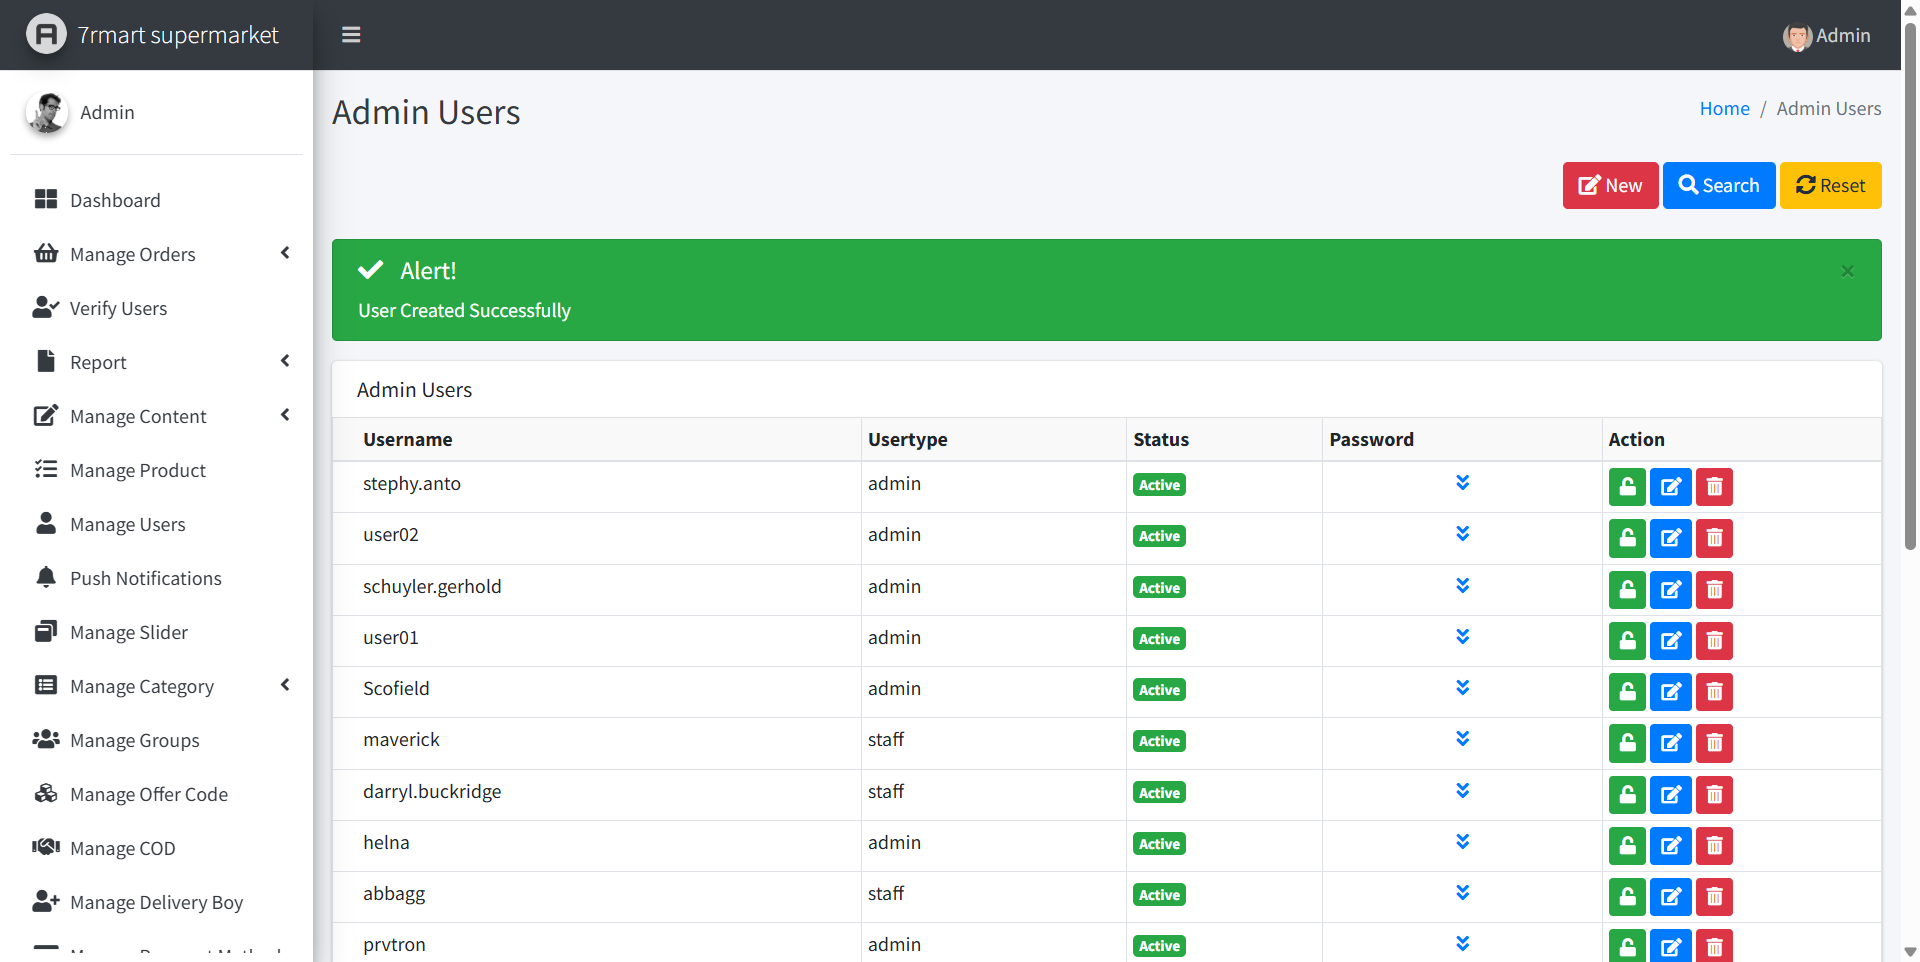 7rmart supermarket
Admin
Admin
Dashboard
Manage Orders
Verify Users
Report
Manage Content
Manage Product
Manage Users
Push Notifications
Manage Slider
Manage Category
Manage Groups
Manage Offer Code
Manage COD
Manage Delivery Boy
Admin Users
Home / Admin Users
New Search Reset
Alert!
×
User Created Successfully
Admin Users
Username Usertype Status Password Action
stephy.anto admin Active
user02 admin Active
schuyler.gerhold admin Active
user01 admin Active
Scofield admin Active
maverick staff Active
darryl.buckridge staff Active
helna admin Active
abbagg staff Active
prvtron admin Active